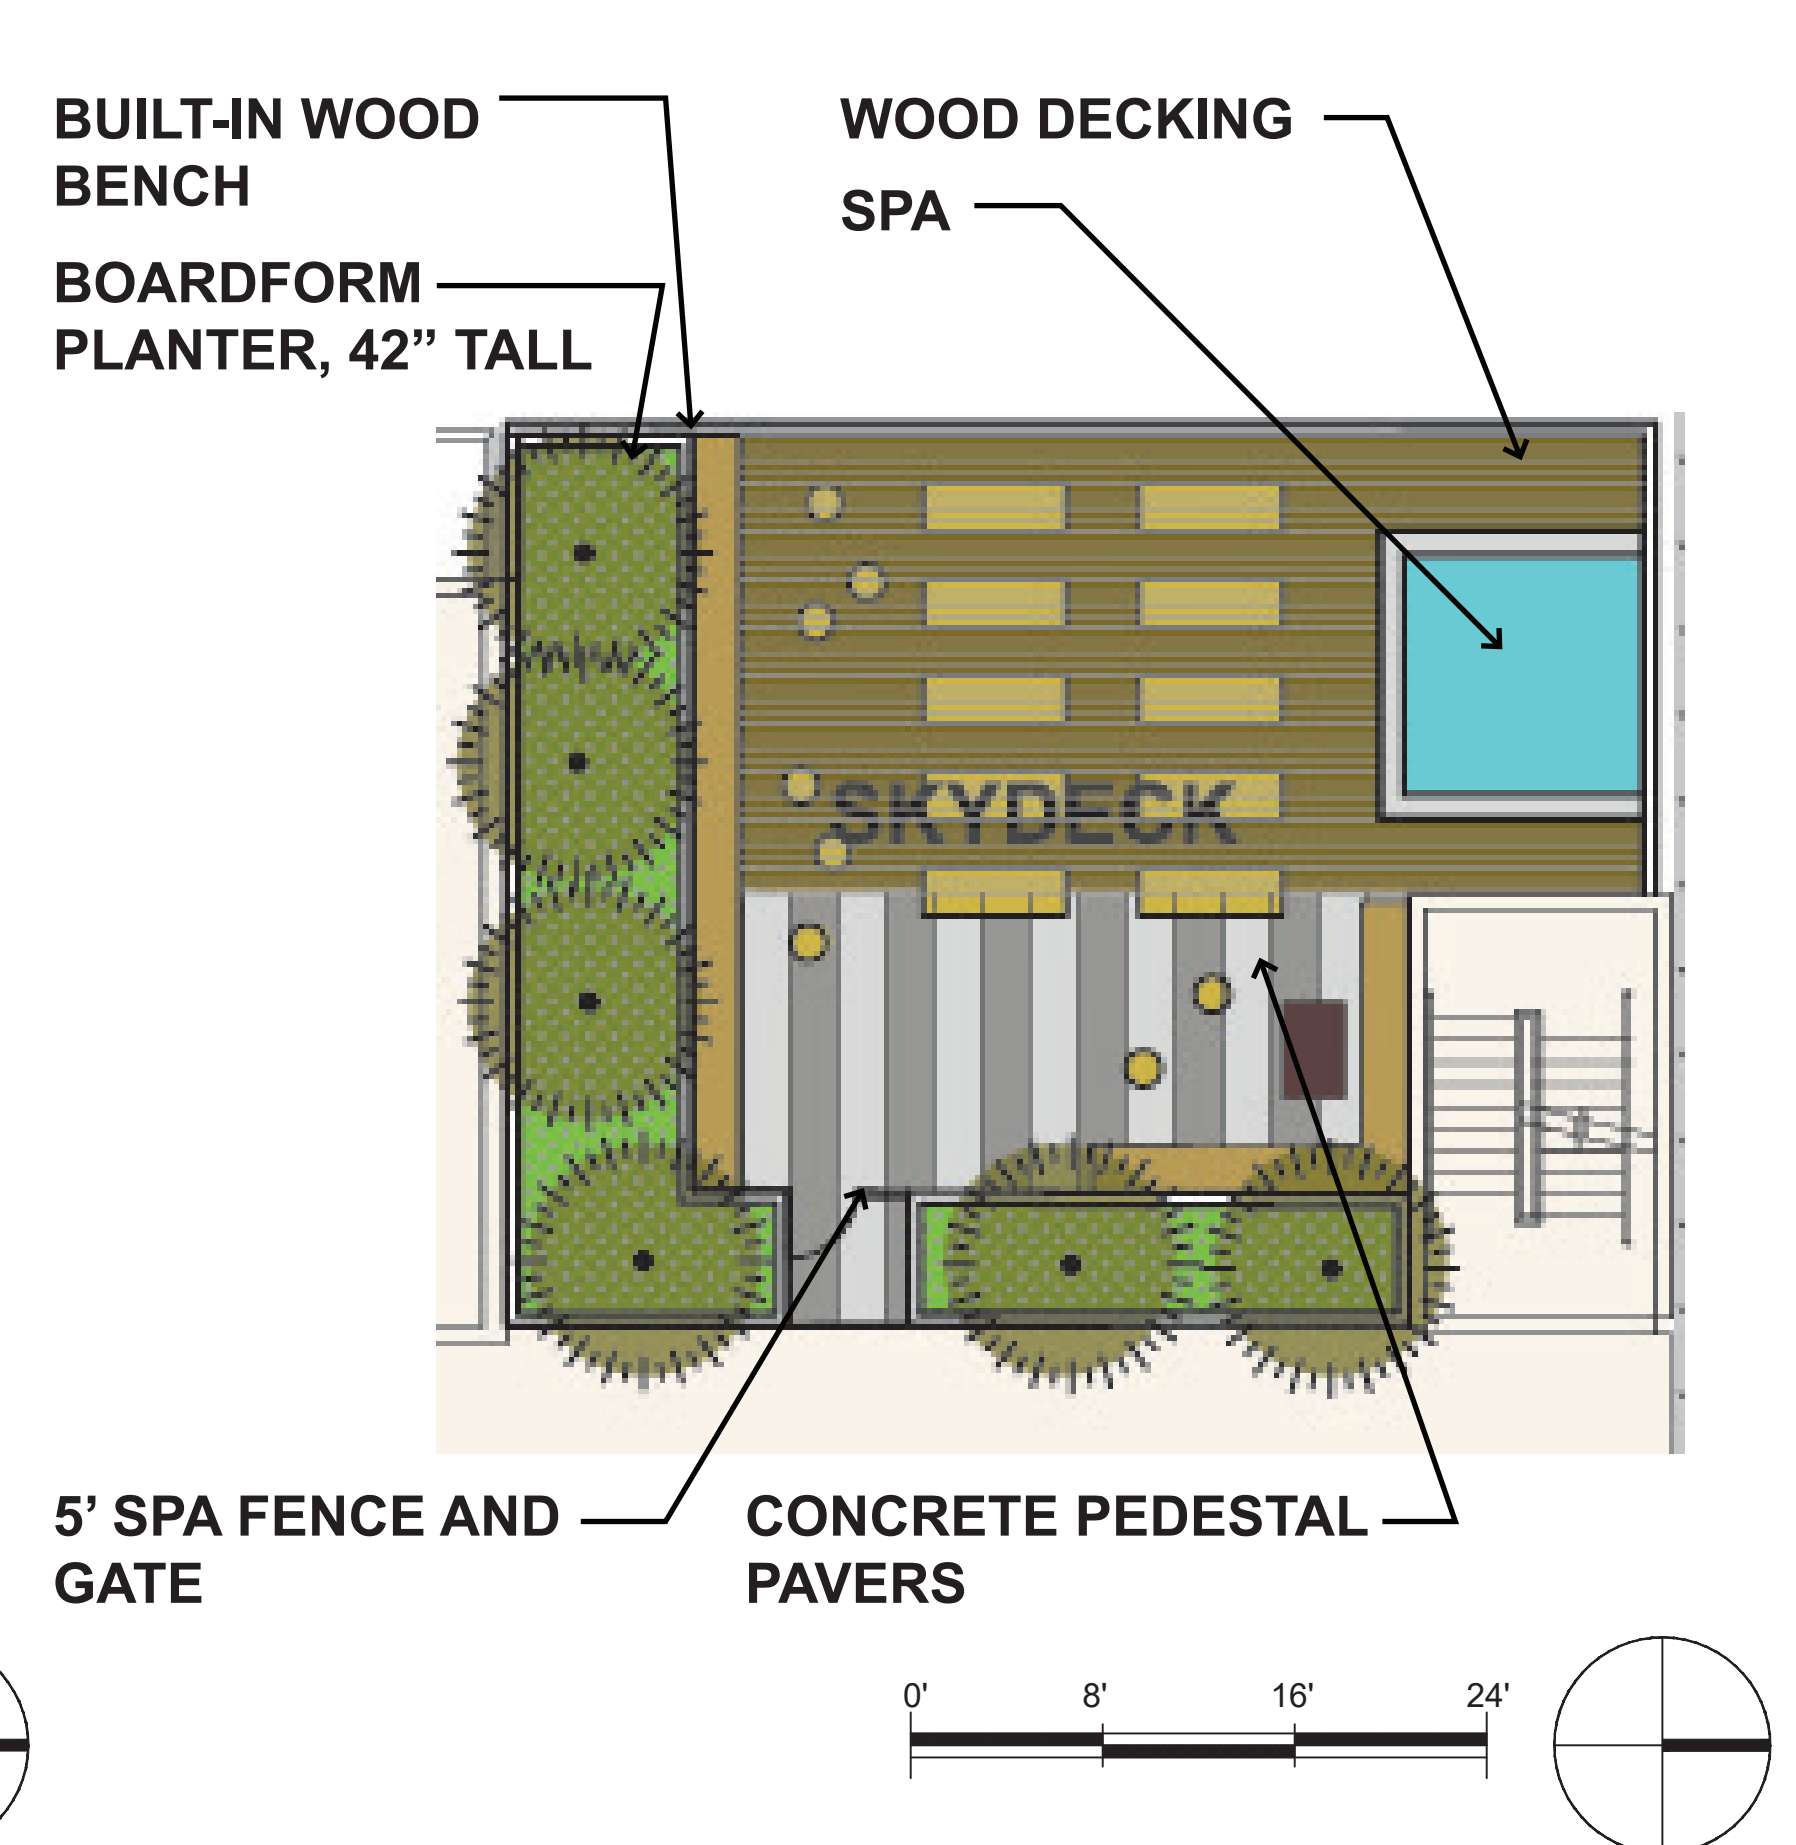 BUILT-IN WOOD
BENCH
BOARDFORM
PLANTER, 42” TALL
WOOD DECKING
SPA
SKYDECK
5’ SPA FENCE AND
GATE
CONCRETE PEDESTAL
PAVERS
0' 8' 16' 24'